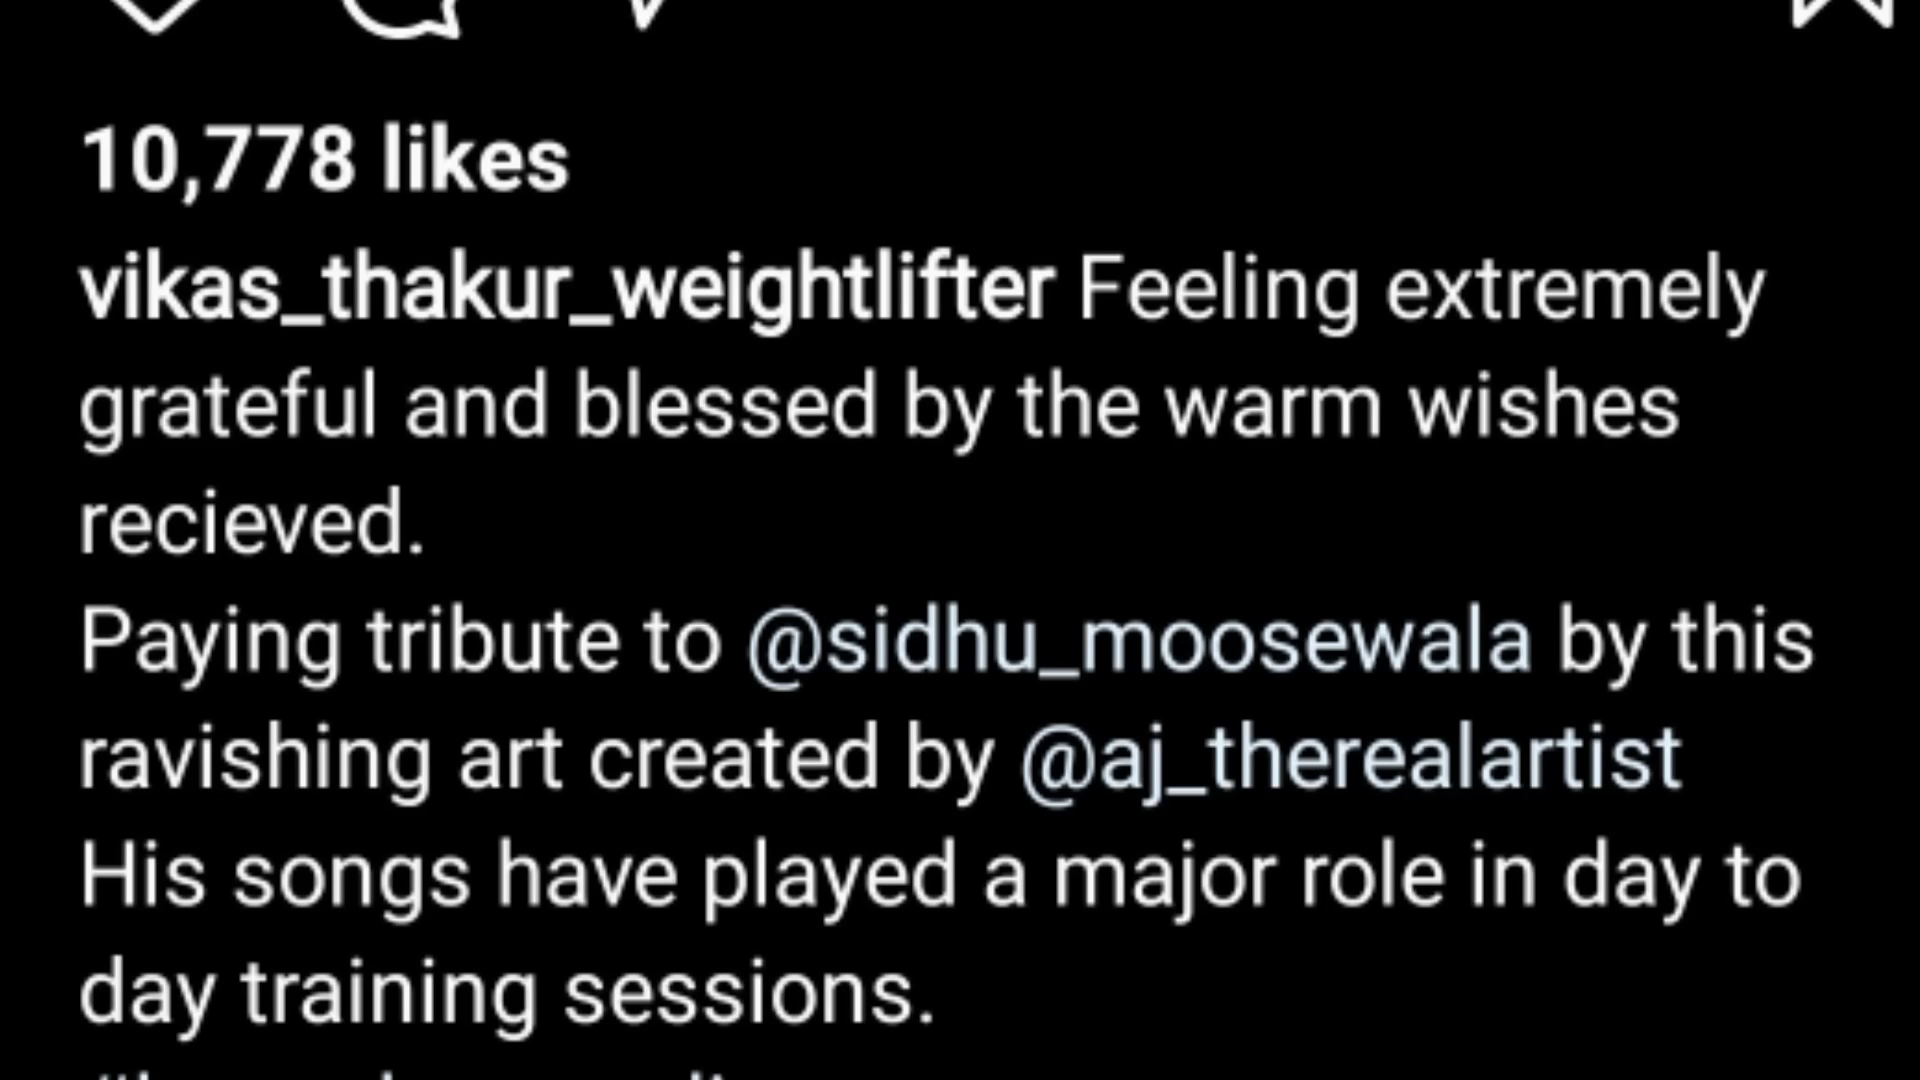 10,778 likes
vikas_thakur_weightlifter Feeling extremely
grateful and blessed by the warm wishes
recieved.
Paying tribute to @sidhu_moosewala by this
ravishing art created by @aj_therealartist
His songs have played a major role in day to
day training sessions.